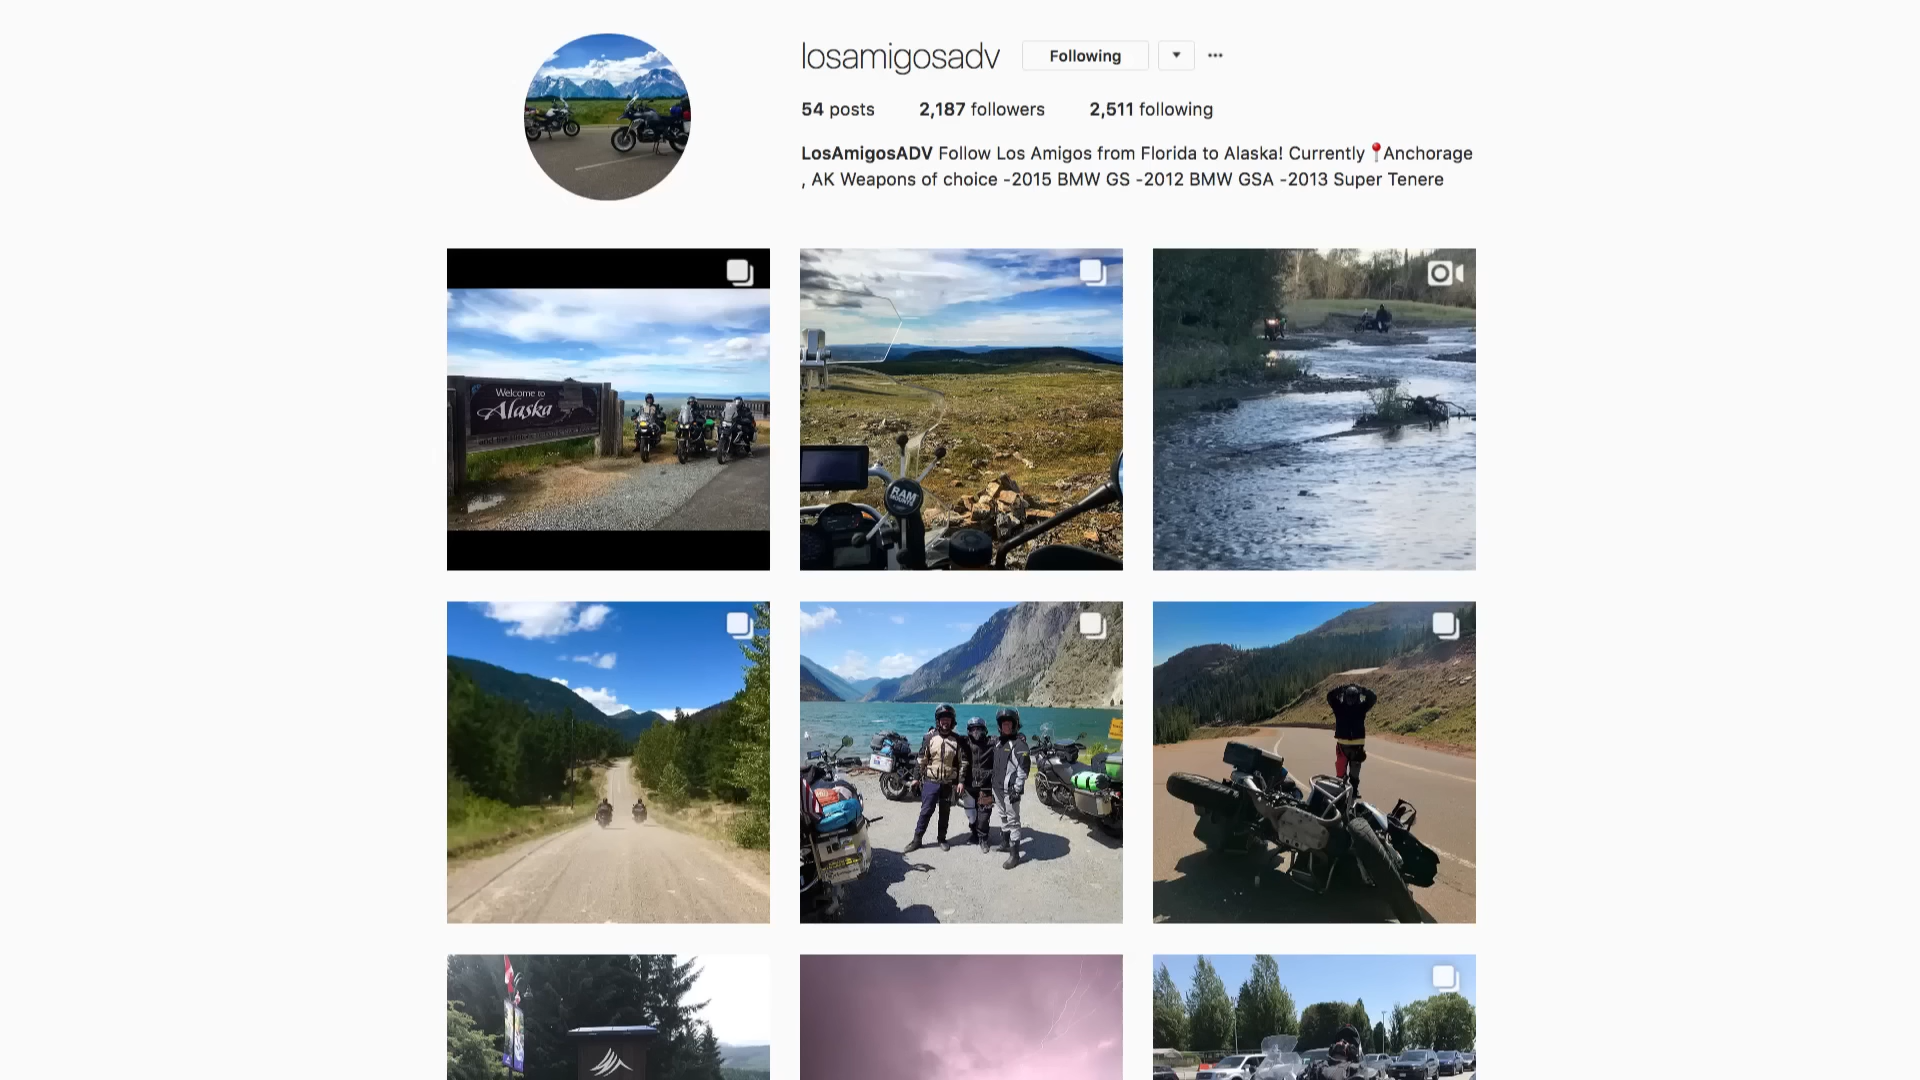 losamigosadv Following
54 posts 2,187 followers 2,511 following
LosAmigosADV Follow Los Amigos from Florida to Alaska! Currently 📍Anchorage
, AK Weapons of choice -2015 BMW GS -2012 BMW GSA -2013 Super Tenere
Welcome to
Alaska
RAM
MOUNTS